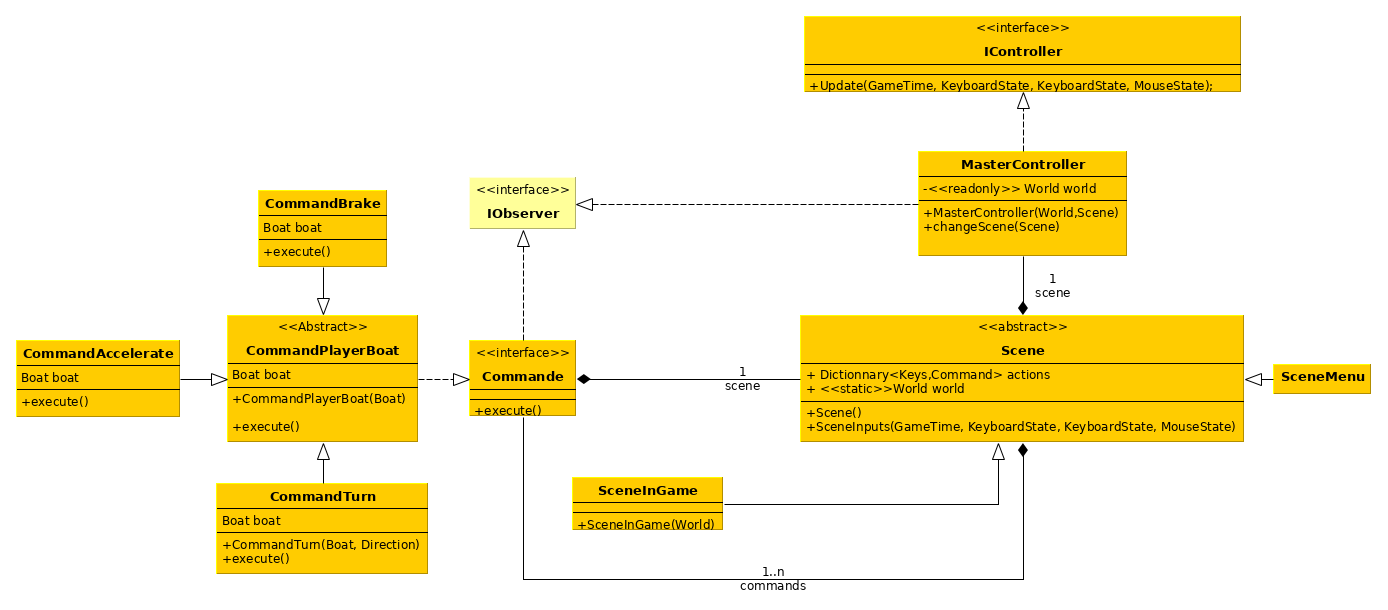 <<interface>>
IController
+Update(GameTime, KeyboardState, KeyboardState, MouseState);
MasterController
-<<readonly>> World world
+MasterController(World,Scene)
+changeScene(Scene)
<<interface>>
IObserver
CommandBrake
Boat boat
+execute()
1
scene
<<Abstract>>
CommandPlayerBoat
Boat boat
+CommandPlayerBoat(Boat)
+execute()
CommandAccelerate
Boat boat
+execute()
<<interface>>
Commande
+execute()
1
scene
<<abstract>>
Scene
+ Dictionnary<Keys,Command> actions
+ <<static>>World world
+Scene()
+SceneInputs(GameTime, KeyboardState, KeyboardState, MouseState)
SceneMenu
CommandTurn
Boat boat
+CommandTurn(Boat, Direction)
+execute()
SceneInGame
+SceneInGame(World)
1..n
commands